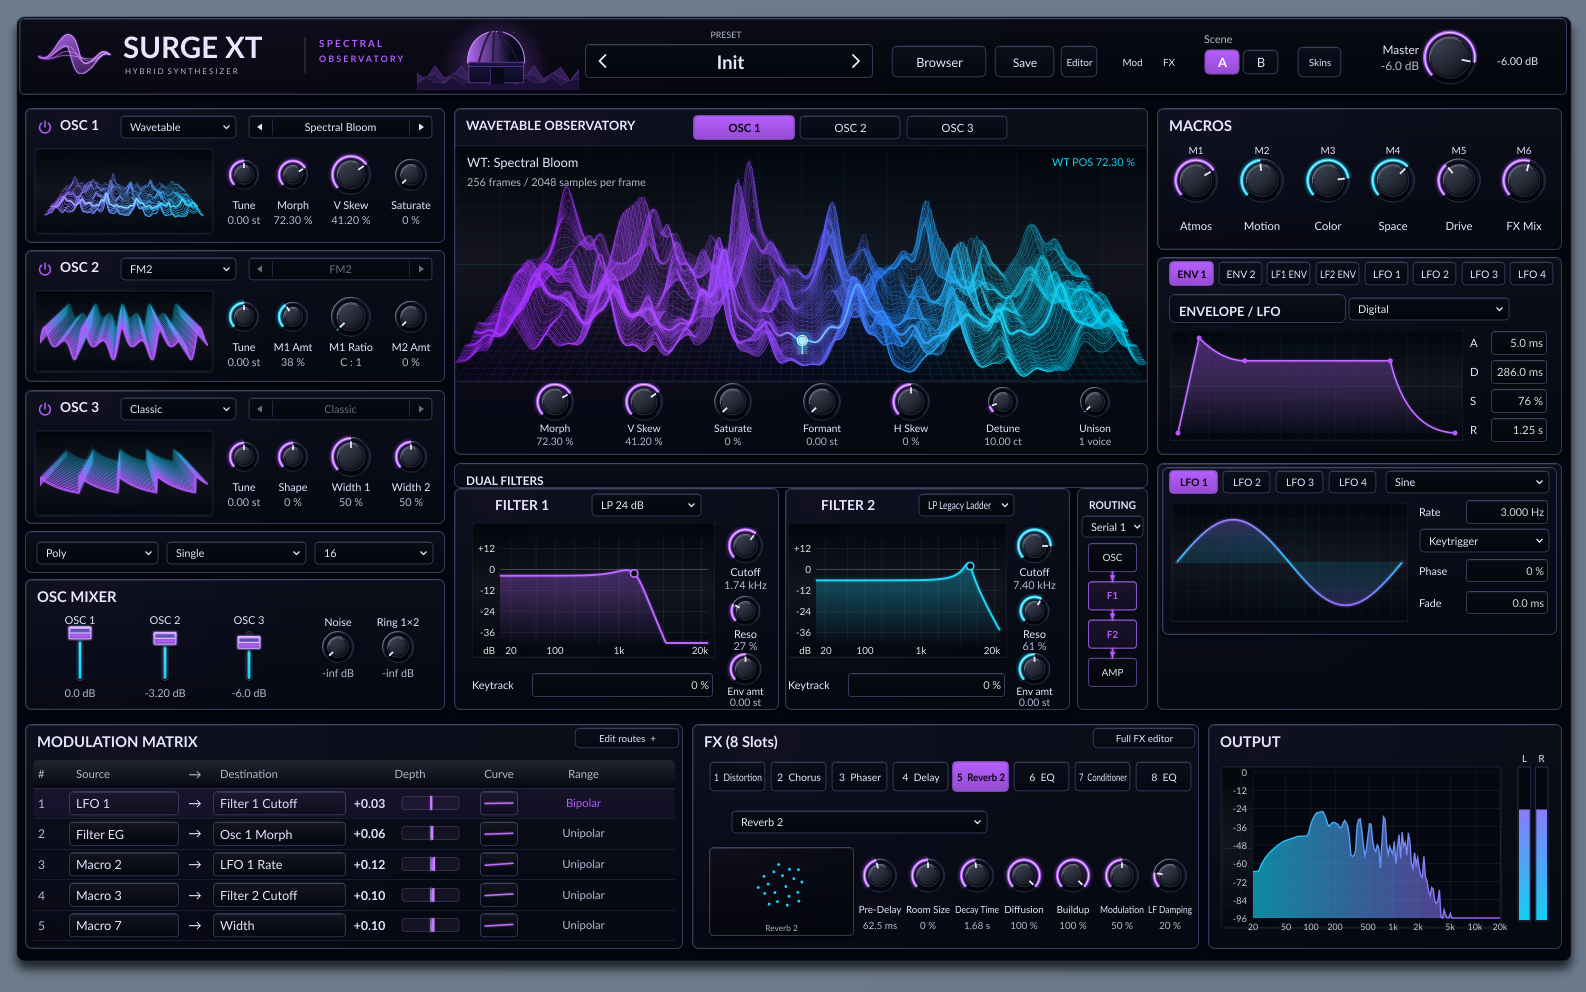 SURGE XT
HYBRID SYNTHESIZER
SPECTRAL
OBSERVATORY
PRESET
Init
Browser
Save
Editor
Mod
FX
Scene
A
B
Skins
Master
-6.0 dB
-6.00 dB
OSC 1
Wavetable
Spectral Bloom
Tune
Morph
V Skew
Saturate
0.00 st
72.30 %
41.20 %
0 %
OSC 2
FM2
FM2
Tune
M1 Amt
M1 Ratio
M2 Amt
0.00 st
38 %
C : 1
0 %
OSC 3
Classic
Classic
Tune
Shape
Width 1
Width 2
0.00 st
0 %
50 %
50 %
Poly
Single
16
OSC MIXER
OSC 1
OSC 2
OSC 3
Noise
Ring 1×2
0.0 dB
-3.20 dB
-6.0 dB
-inf dB
-inf dB
WAVETABLE OBSERVATORY
OSC 1
OSC 2
OSC 3
WT: Spectral Bloom
WT POS 72.30 %
256 frames / 2048 samples per frame
Morph
V Skew
Saturate
Formant
H Skew
Detune
Unison
72.30 %
41.20 %
0 %
0.00 st
0 %
10.00 ct
1 voice
DUAL FILTERS
FILTER 1
LP 24 dB
+12
0
-12
-24
-36
dB
20
100
1k
20k
Cutoff
1.74 kHz
Reso
27 %
Env amt
0.00 st
Keytrack
0 %
FILTER 2
LP Legacy Ladder
+12
0
-12
-24
-36
dB
20
100
1k
20k
Cutoff
7.40 kHz
Reso
61 %
Env amt
0.00 st
Keytrack
0 %
ROUTING
Serial 1
OSC
F1
F2
AMP
MACROS
M1
M2
M3
M4
M5
M6
Atmos
Motion
Color
Space
Drive
FX Mix
ENV 1
ENV 2
LF1 ENV
LF2 ENV
LFO 1
LFO 2
LFO 3
LFO 4
ENVELOPE / LFO
Digital
A
5.0 ms
D
286.0 ms
S
76 %
R
1.25 s
LFO 1
LFO 2
LFO 3
LFO 4
Sine
Rate
3.000 Hz
Keytrigger
Phase
0 %
Fade
0.0 ms
MODULATION MATRIX
Edit routes +
#
Source
→
Destination
Depth
Curve
Range
1
LFO 1
→
Filter 1 Cutoff
+0.03
Bipolar
2
Filter EG
→
Osc 1 Morph
+0.06
Unipolar
3
Macro 2
→
LFO 1 Rate
+0.12
Unipolar
4
Macro 3
→
Filter 2 Cutoff
+0.10
Unipolar
5
Macro 7
→
Width
+0.10
Unipolar
FX (8 Slots)
Full FX editor
1 Distortion
2 Chorus
3 Phaser
4 Delay
5 Reverb 2
6 EQ
7 Conditioner
8 EQ
Reverb 2
Reverb 2
Pre-Delay
Room Size
Decay Time
Diffusion
Buildup
Modulation
LF Damping
62.5 ms
0 %
1.68 s
100 %
100 %
50 %
20 %
OUTPUT
L
R
0
-12
-24
-36
-48
-60
-72
-84
-96
20
50
100
200
500
1k
2k
5k
10k
20k